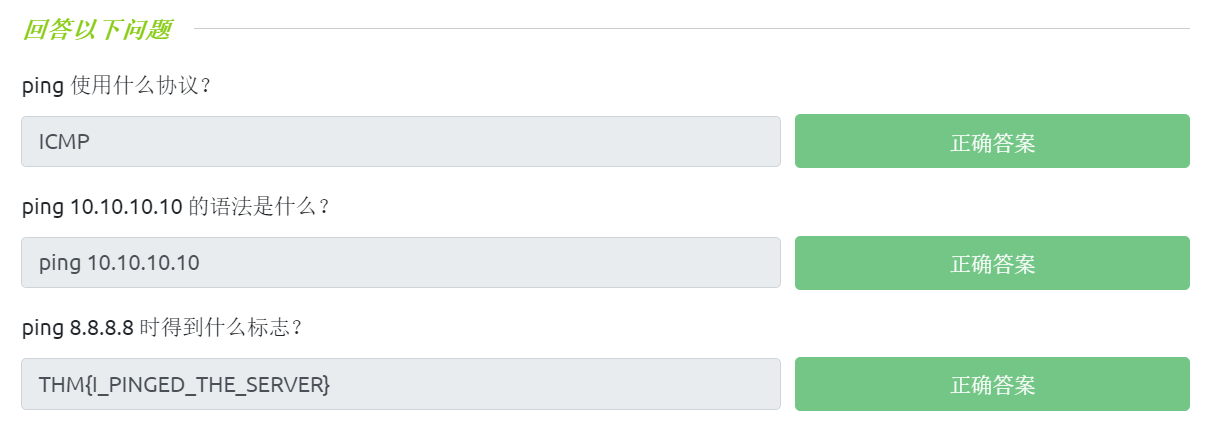 回答以下问题
ping 使用什么协议？
ICMP
正确答案
ping 10.10.10.10 的语法是什么？
ping 10.10.10.10
正确答案
ping 8.8.8.8 时得到什么标志？
THM{I_PINGED_THE_SERVER}
正确答案